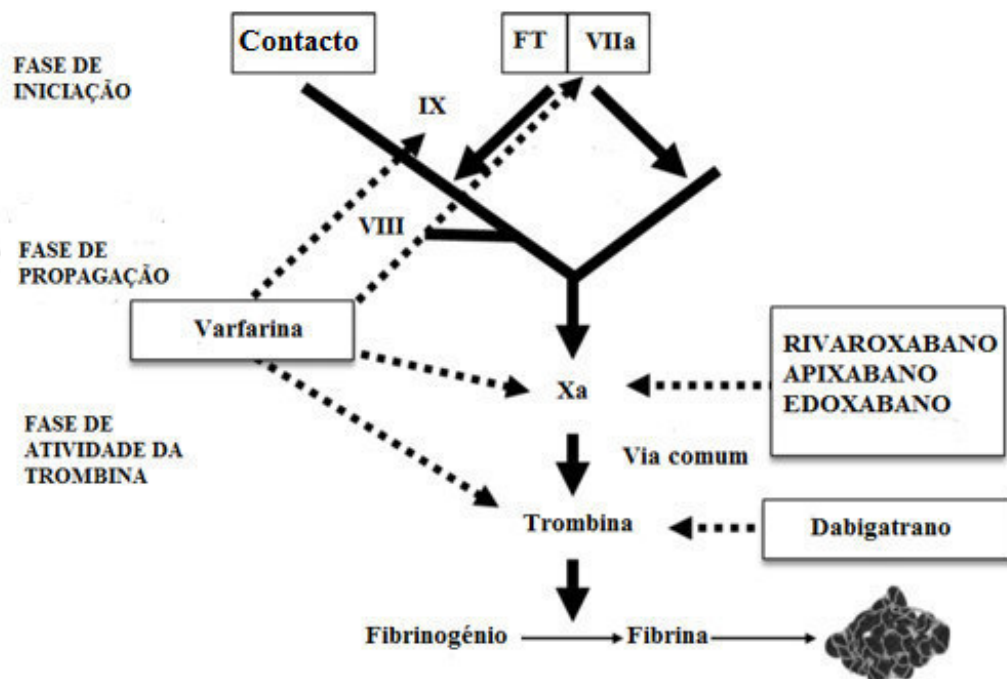 Contacto
FT
VIIa
FASE DE
INICIAÇÃO
IX
VIII
FASE DE
PROPAGAÇÃO
Varfarina
RIVAROXABANO
APIXABANO
EDOXABANO
Xa
FASE DE
ATIVIDADE DA
TROMBINA
Via comum
Trombina
Dabigatrano
Fibrinogénio
Fibrina